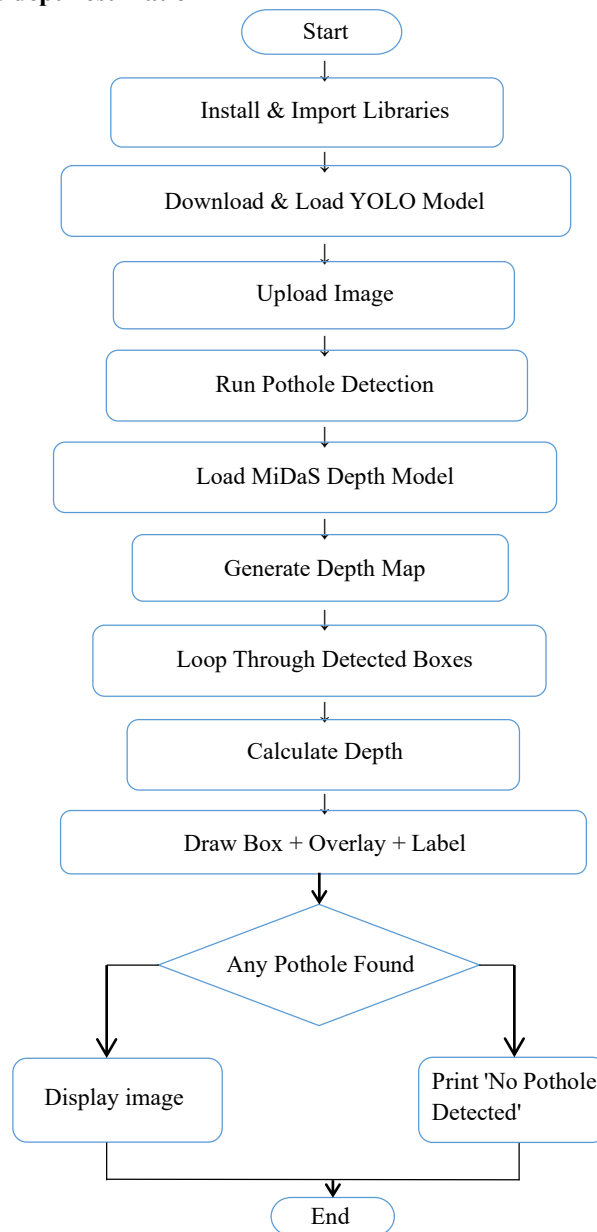 Start
Install & Import Libraries
Download & Load YOLO Model
Upload Image
Run Pothole Detection
Load MiDaS Depth Model
Generate Depth Map
Loop Through Detected Boxes
Calculate Depth
Draw Box + Overlay + Label
Any Pothole Found
Display image
Print 'No Pothole
Detected'
End